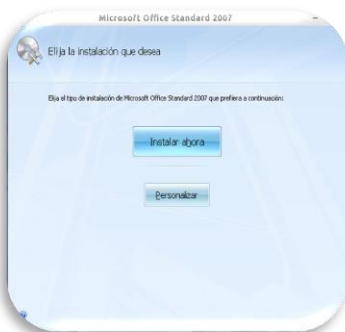 Microsoft Office Standard 2007
Elija la instalación que desea
Elija el tipo de instalación de Microsoft Office Standard 2007 que prefiera a continuación:
Instalar ahora
Personalizar